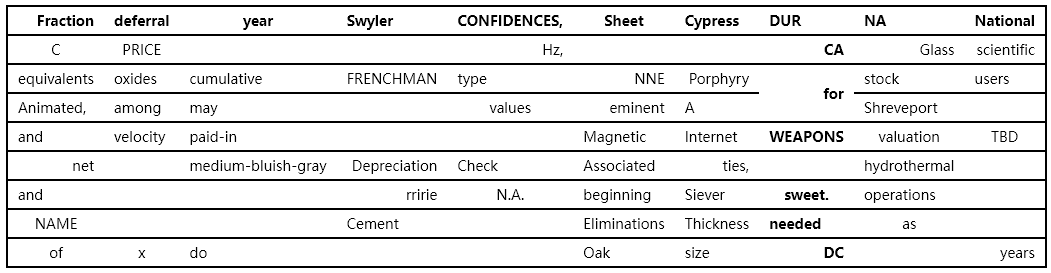 Fraction deferral year Swyler CONFIDENCES, Sheet Cypress DUR NA National
C PRICE Hz, CA Glass scientific
equivalents oxides cumulative FRENCHMAN type NNE Porphyry for stock users
Animated, among may values eminent A Shreveport
and velocity paid-in Magnetic Internet WEAPONS valuation TBD
net medium-bluish-gray Depreciation Check Associated ties, hydrothermal
and rririe N.A. beginning Siever sweet. operations
NAME Cement Eliminations Thickness needed as
of x do Oak size DC years